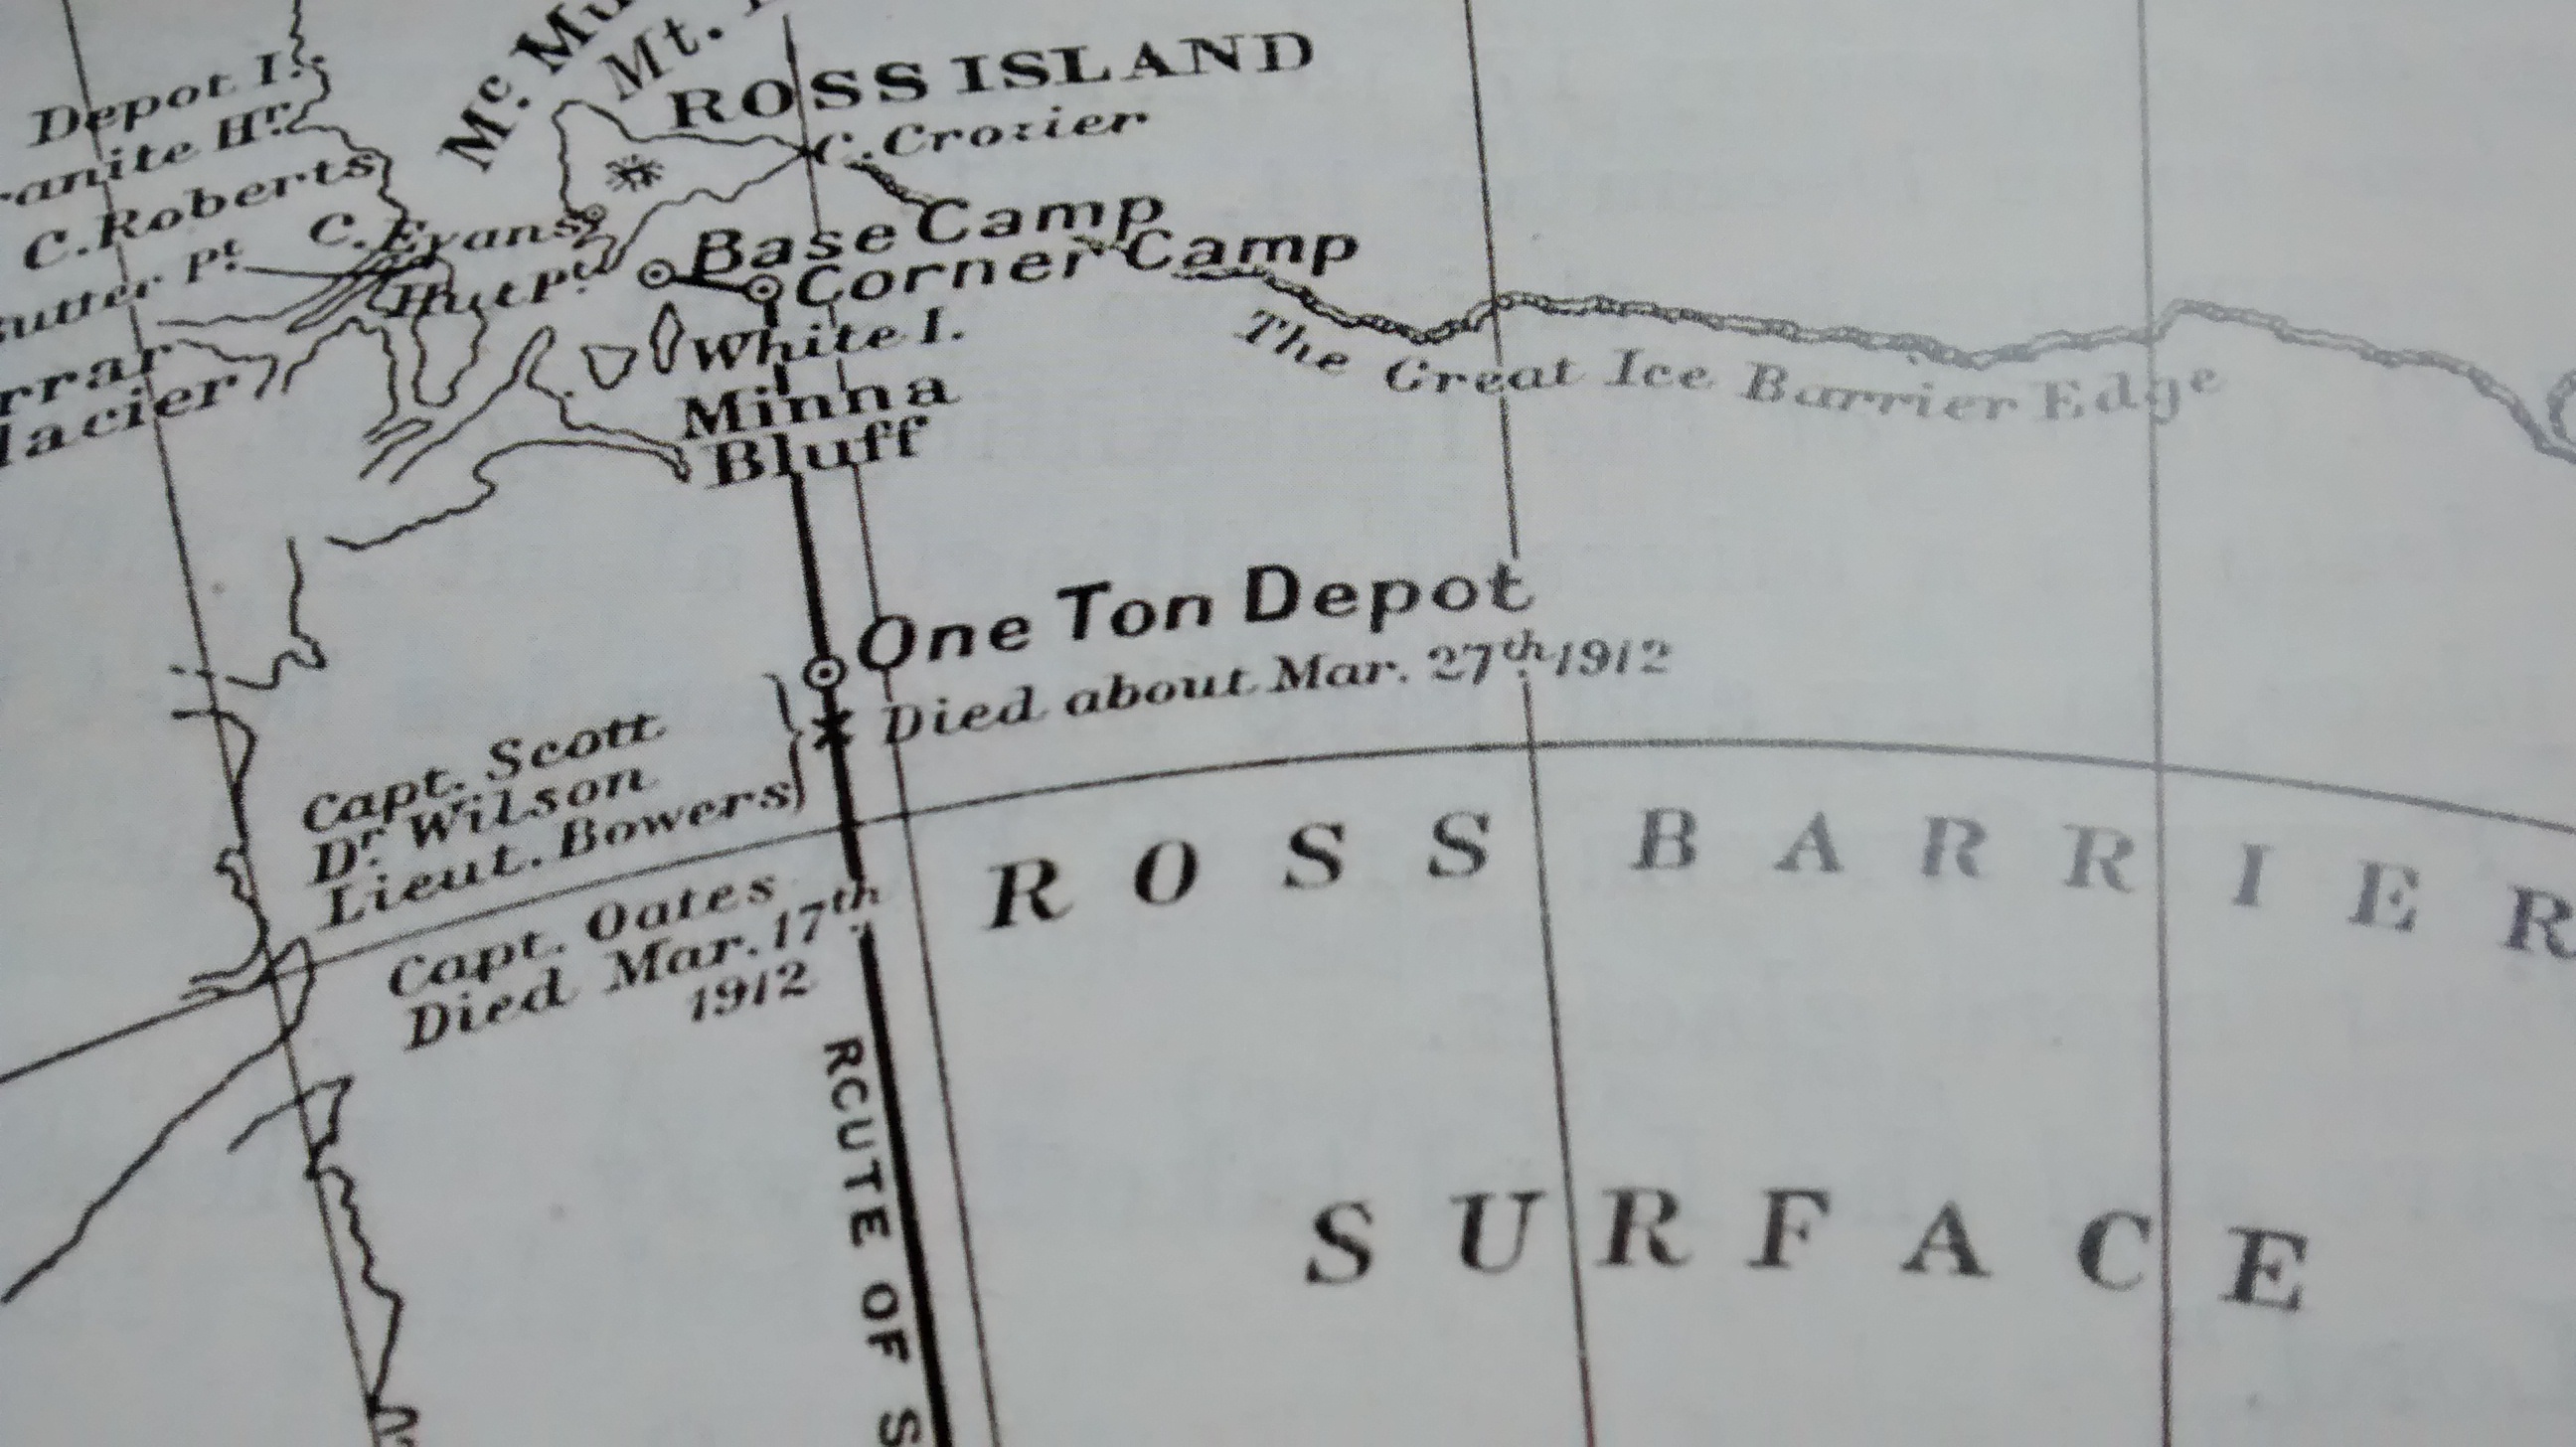 Depot I.
Mc. Mu
Mt.
ROSS ISLAND
anite Hr.
C. Crozier
C. Roberts
C. Evans
utter Pt.
Base Camp
Hut Pt.
Corner Camp
White I.
The Great Ice Barrier Edge
rrar
lacier
Minna
Bluff
One Ton Depot
Died about Mar. 27th 1912
Capt. Scott
Dr. Wilson
Lieut. Bowers
ROSS BARRIER
Capt. Oates
Died Mar. 17th
1912
RCUTE OF S
SURFACE